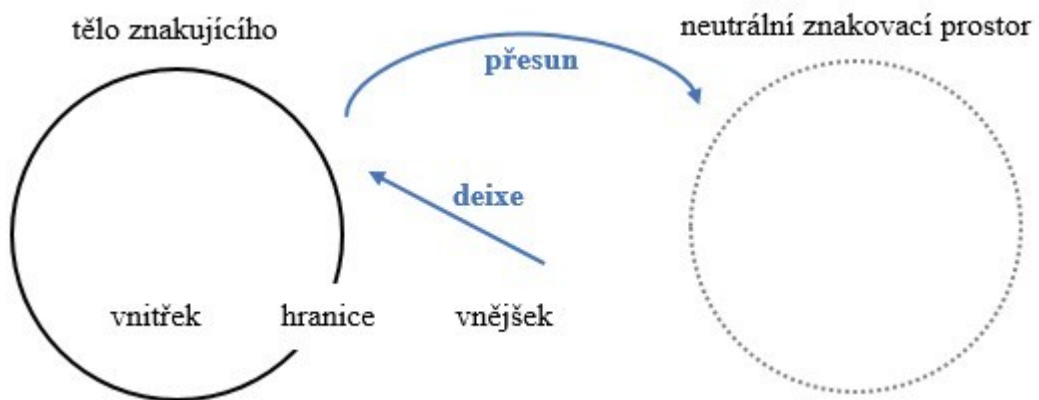 tělo znakujícího
neutrální znakovací prostor
přesun
deixe
vnitřek
hranice
vnějšek